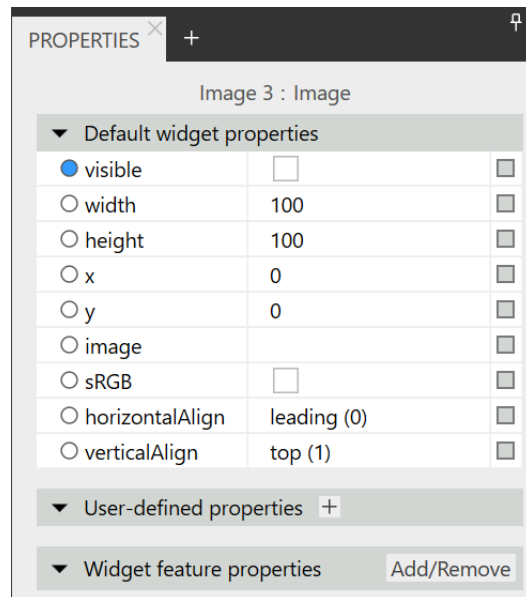 PROPERTIES
Image 3 : Image
Default widget properties
visible
width 100
height 100
x 0
y 0
image
sRGB
horizontalAlign leading (0)
verticalAlign top (1)
User-defined properties +
Widget feature properties Add/Remove